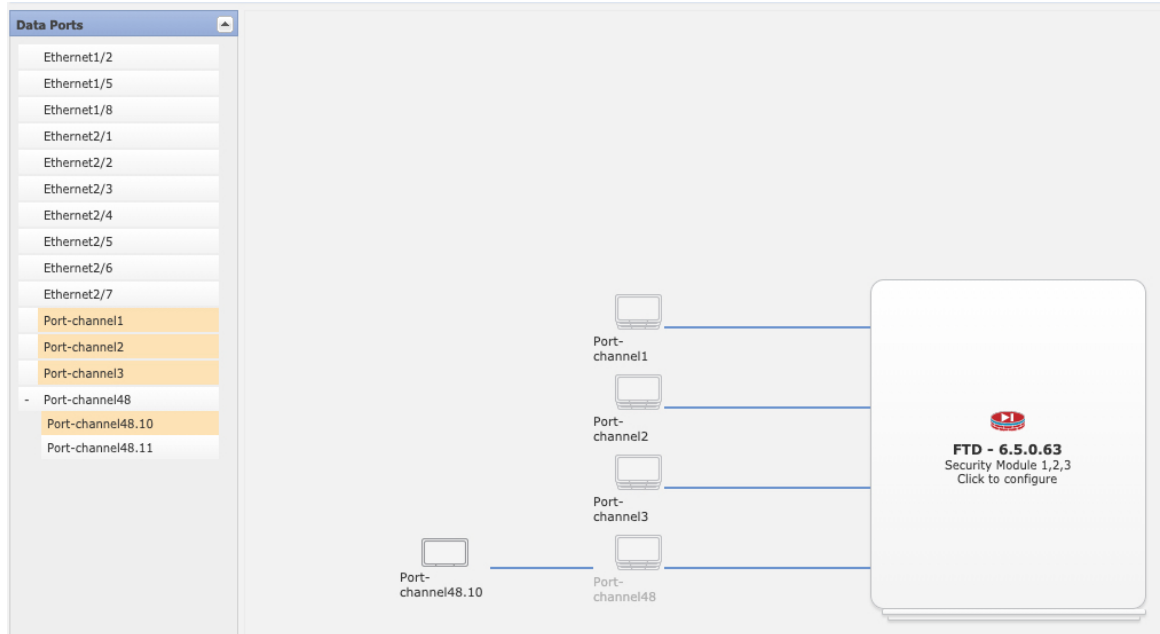 Data Ports
Ethernet1/2
Ethernet1/5
Ethernet1/8
Ethernet2/1
Ethernet2/2
Ethernet2/3
Ethernet2/4
Ethernet2/5
Ethernet2/6
Ethernet2/7
Port-channel1
Port-channel2
Port-channel3
- Port-channel48
Port-channel48.10
Port-channel48.11
Port-
channel1
Port-
channel2
Port-
channel3
Port-
channel48.10
Port-
channel48
FTD - 6.5.0.63
Security Module 1,2,3
Click to configure